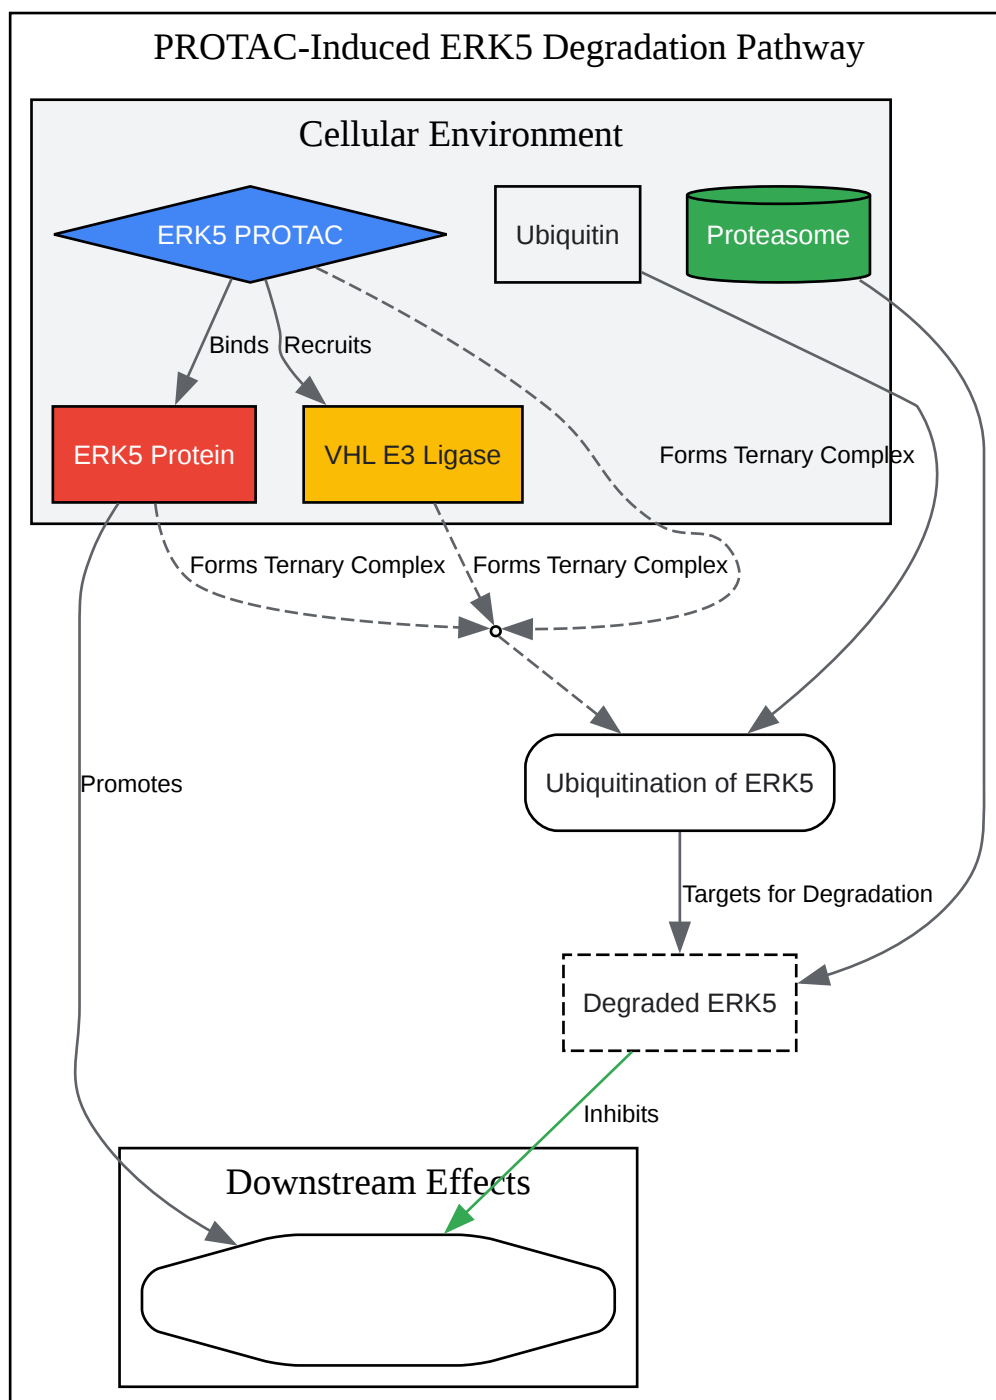 PROTAC-Induced ERK5 Degradation Pathway
Cellular Environment
ERK5 PROTAC
Ubiquitin
Proteasome
Binds
Recruits
ERK5 Protein
VHL E3 Ligase
Forms Ternary Complex
Forms Ternary Complex
Forms Ternary Complex
Promotes
Ubiquitination of ERK5
Targets for Degradation
Degraded ERK5
Inhibits
Downstream Effects